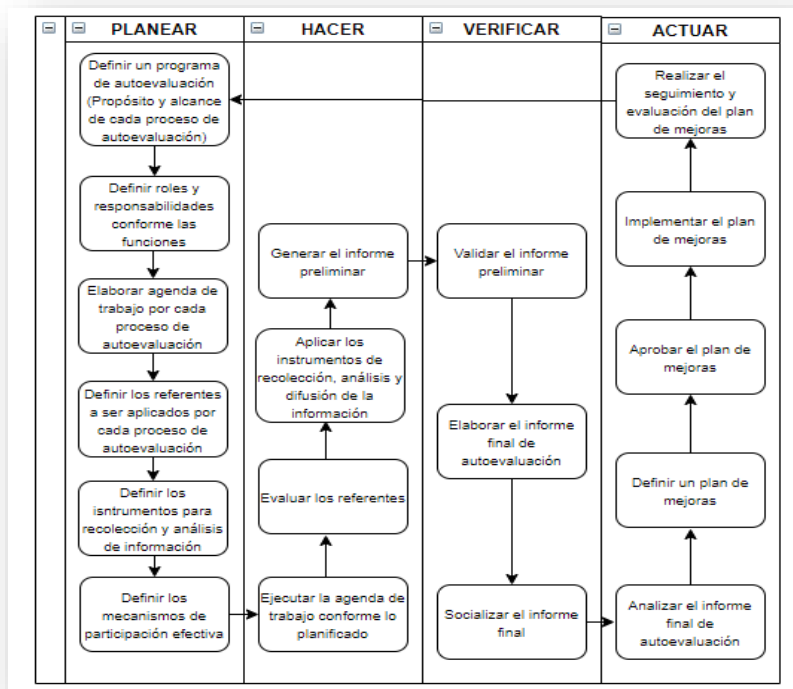 PLANEAR
HACER
VERIFICAR
ACTUAR
Definir un programa
de autoevaluación
(Propósito y alcance
de cada proceso de
autoevaluación)
Definir roles y
responsabilidades
conforme las
funciones
Elaborar agenda de
trabajo por cada
proceso de
autoevaluación
Definir los referentes
a ser aplicados por
cada proceso de
autoevaluación
Definir los
isntrumentos para
recolección y análisis
de información
Definir los
mecanismos de
participación efectiva
Generar el informe
preliminar
Aplicar los
instrumentos de
recolección, análisis y
difusión de la
información
Evaluar los referentes
Ejecutar la agenda de
trabajo conforme lo
planificado
Validar el informe
preliminar
Elaborar el informe
final de
autoevaluación
Socializar el informe
final
Realizar el
seguimiento y
evaluación del plan
de mejoras
Implementar el plan
de mejoras
Aprobar el plan de
mejoras
Definir un plan de
mejoras
Analizar el informe
final de
autoevaluación